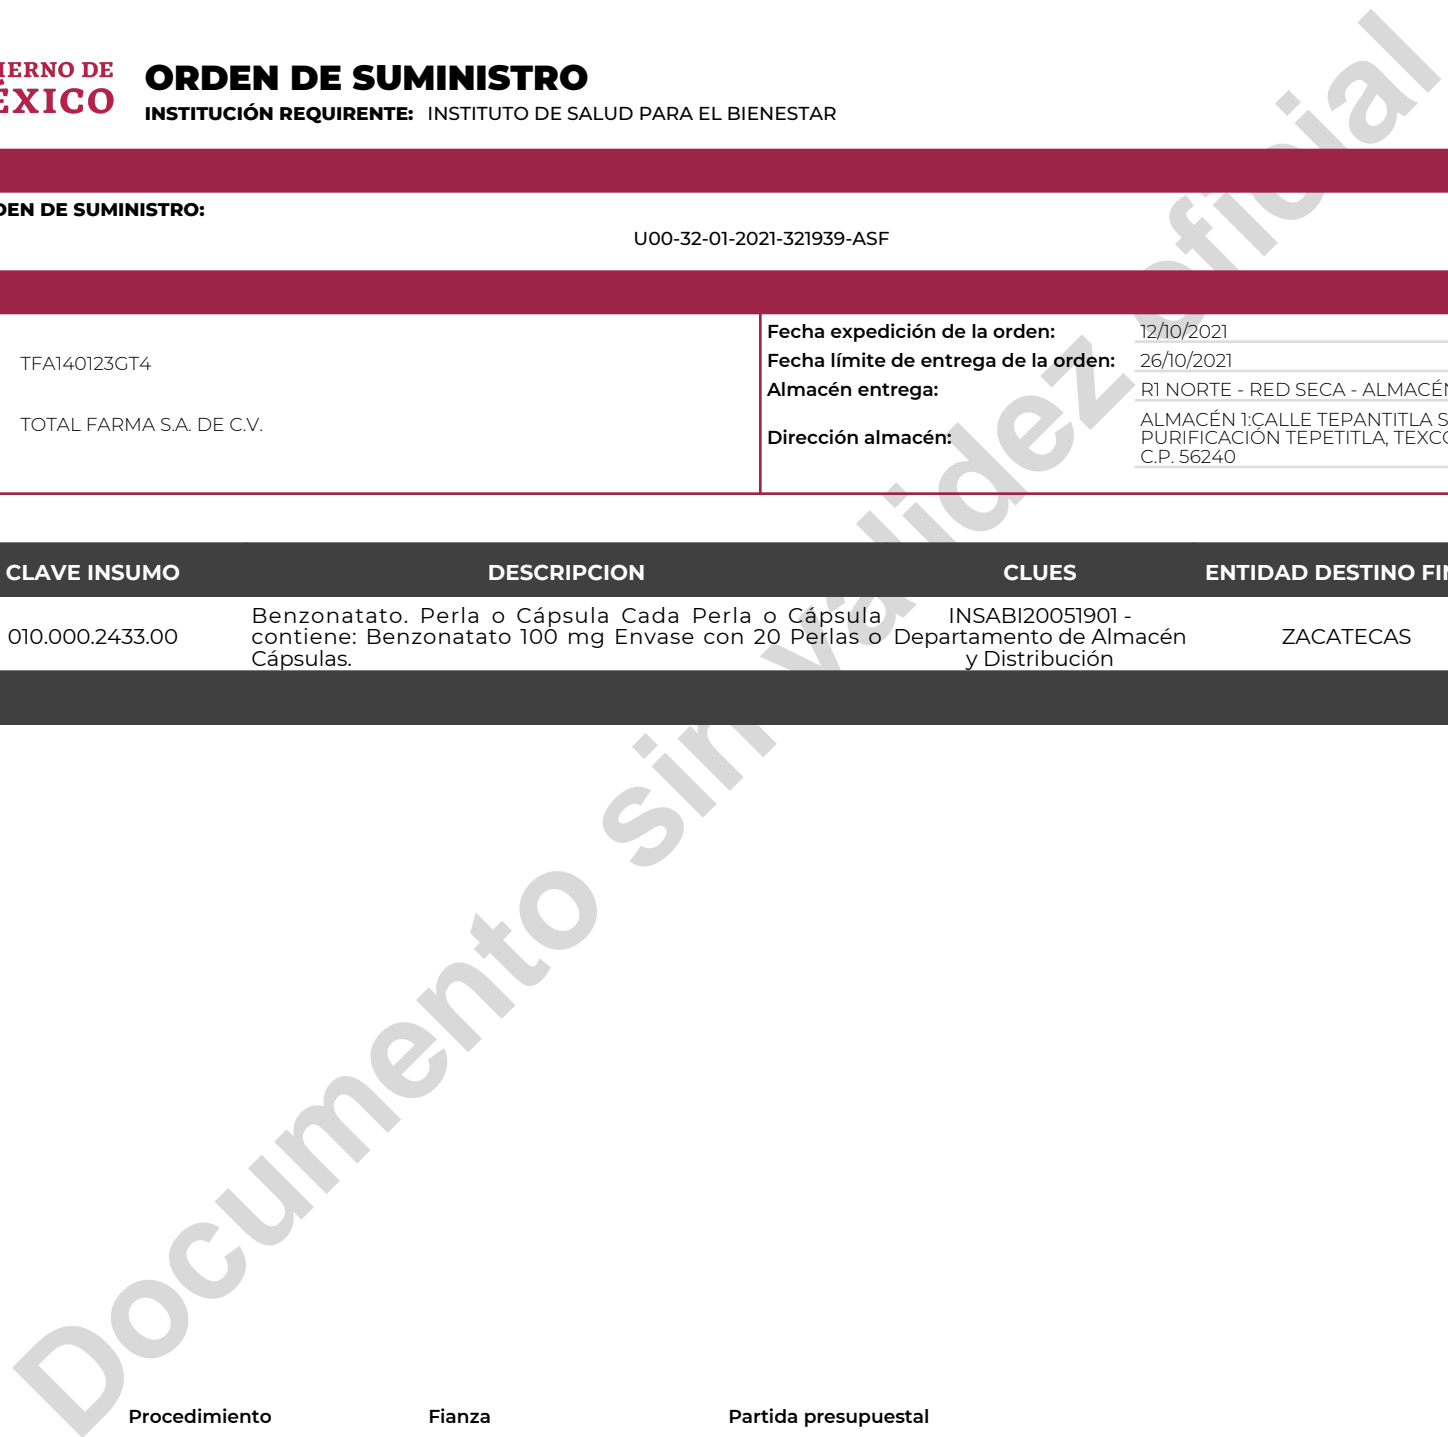 IERNO DE
ÉXICO
ORDEN DE SUMINISTRO
INSTITUCIÓN REQUIRENTE: INSTITUTO DE SALUD PARA EL BIENESTAR
DEN DE SUMINISTRO:
U00-32-01-2021-321939-ASF
TFA140123GT4
TOTAL FARMA S.A. DE C.V.
Fecha expedición de la orden: 12/10/2021
Fecha límite de entrega de la orden: 26/10/2021
Almacén entrega: R1 NORTE - RED SECA - ALMACÉN
Dirección almacén: ALMACÉN 1:CALLE TEPANTITLA S
PURIFICACIÓN TEPETITLA, TEXCO
C.P. 56240
CLAVE INSUMO DESCRIPCION CLUES ENTIDAD DESTINO FIN
010.000.2433.00
Benzonatato. Perla o Cápsula Cada Perla o Cápsula
contiene: Benzonatato 100 mg Envase con 20 Perlas o
Cápsulas.
INSABI20051901 -
Departamento de Almacén
y Distribución
ZACATECAS
Documento sin validez oficial
Procedimiento Fianza Partida presupuestal